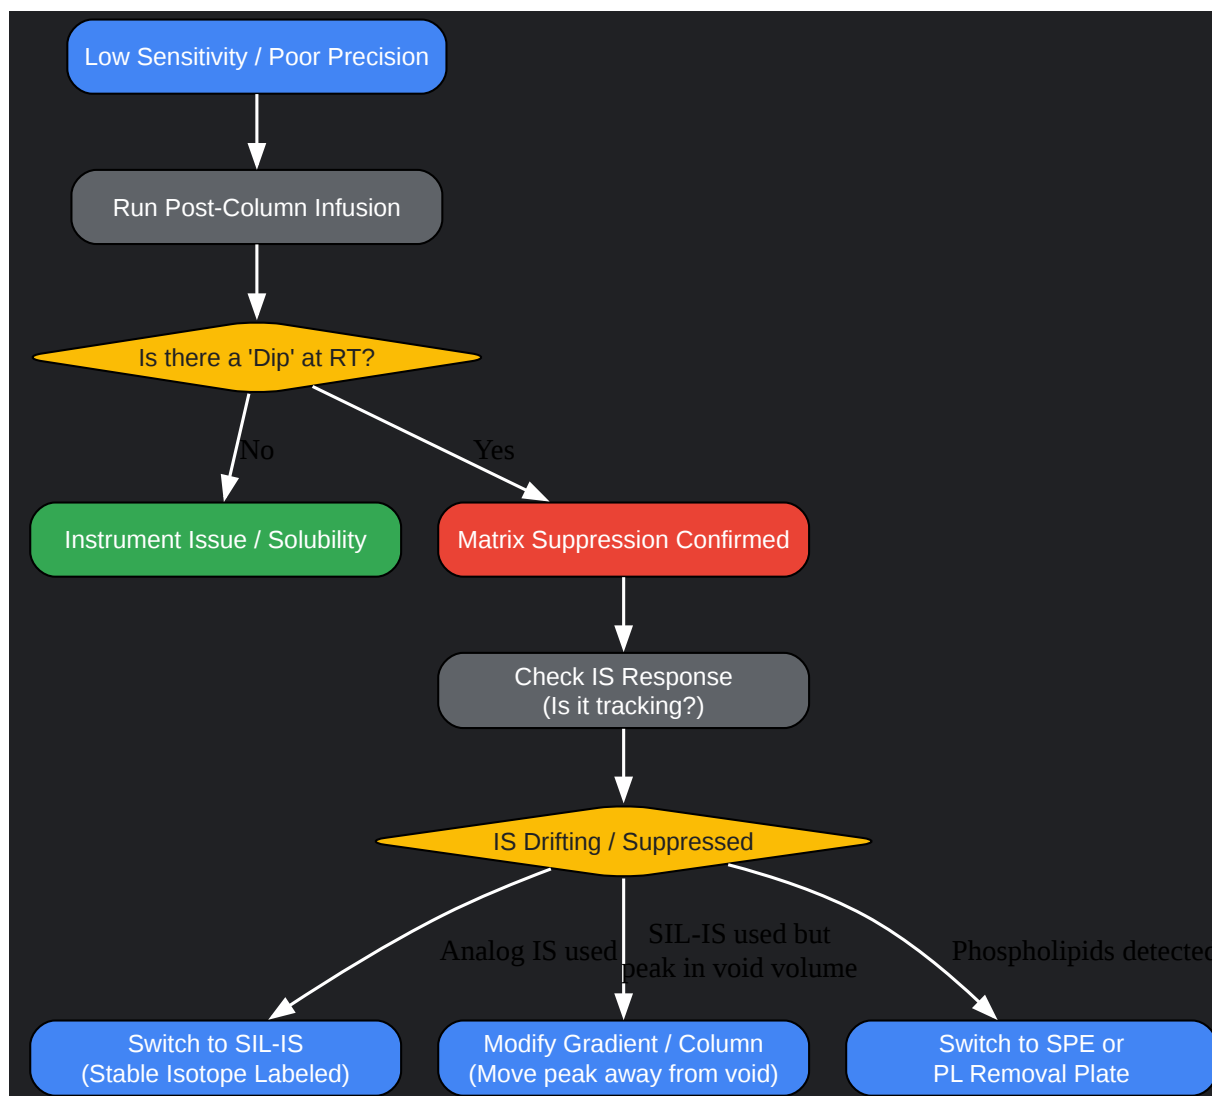 Low Sensitivity / Poor Precision
Run Post-Column Infusion
Is there a 'Dip' at RT?
No
Yes
Instrument Issue / Solubility
Matrix Suppression Confirmed
Check IS Response
(Is it tracking?)
IS Drifting / Suppressed
Analog IS used
SIL-IS used but
peak in void volume
Phospholipids detected
Switch to SIL-IS
(Stable Isotope Labeled)
Modify Gradient / Column
(Move peak away from void)
Switch to SPE or
PL Removal Plate